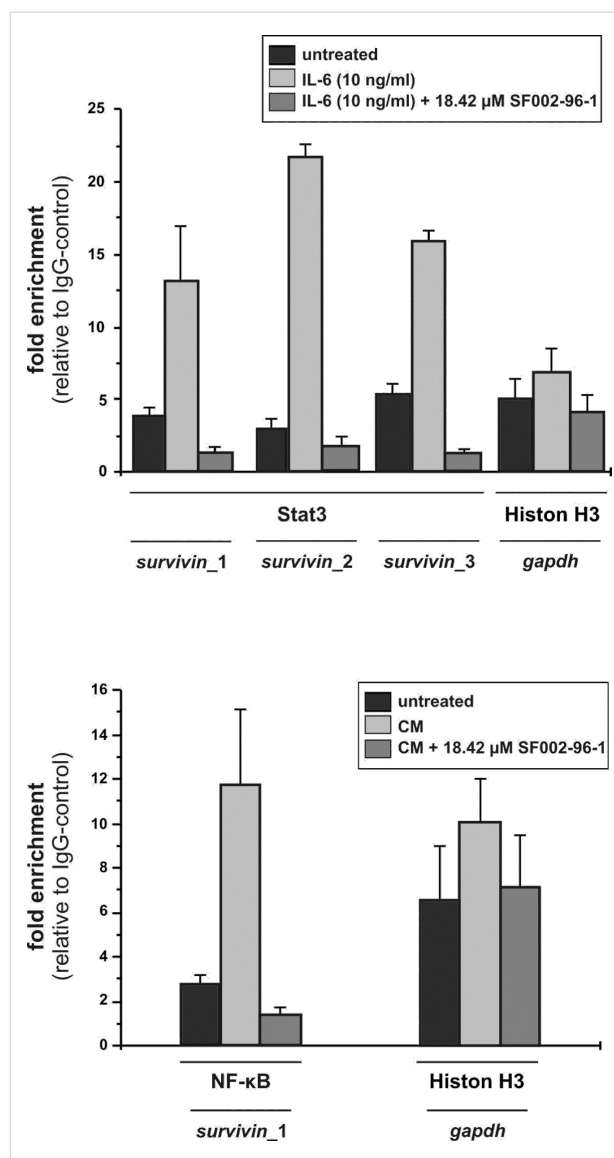 untreated
IL-6 (10 ng/ml)
IL-6 (10 ng/ml) + 18.42 µM SF002-96-1
25
20
15
10
5
0
fold enrichment
(relative to IgG-control)
Stat3
Histon H3
survivin_1
survivin_2
survivin_3
gapdh
untreated
CM
CM + 18.42 µM SF002-96-1
16
14
12
10
8
6
4
2
0
fold enrichment
(relative to IgG-control)
NF-κB
Histon H3
survivin_1
gapdh